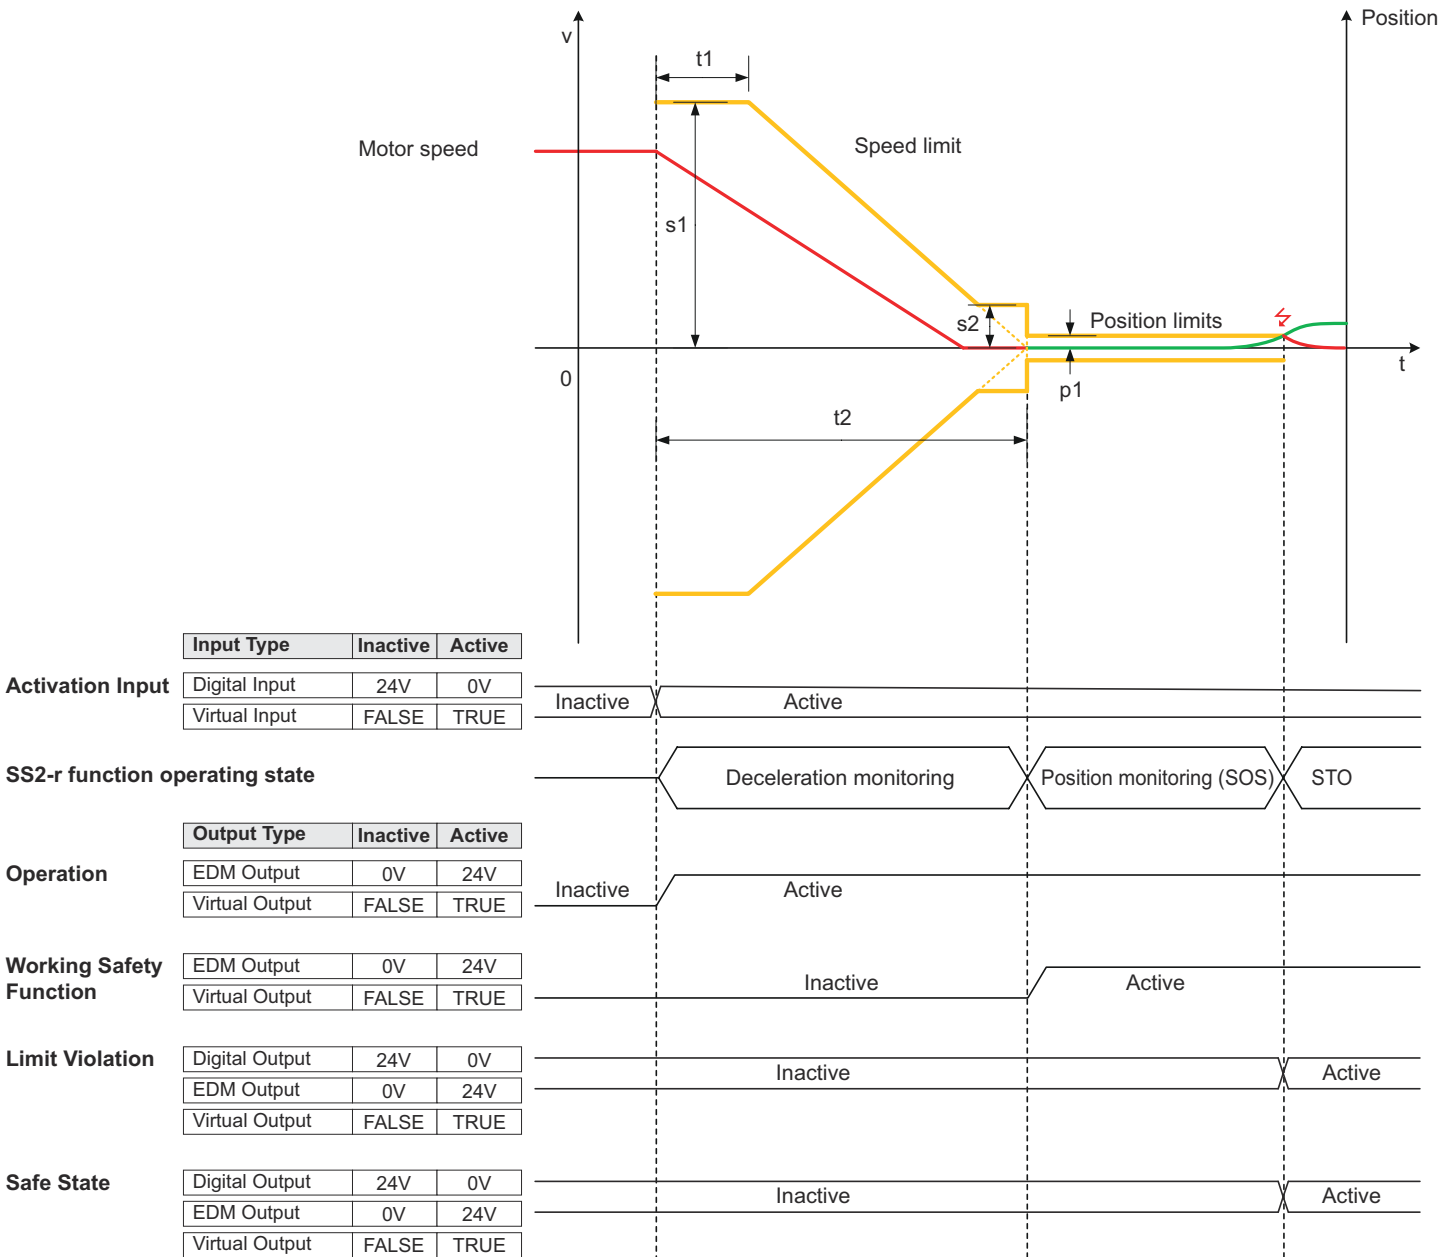 v
Position
t1
Motor speed
Speed limit
s1
s2
Position limits
t
0
p1
t2
Input Type Inactive Active
Activation Input
Digital Input 24V 0V
Virtual Input FALSE TRUE
Inactive Active
SS2-r function operating state
Deceleration monitoring Position monitoring (SOS) STO
Output Type Inactive Active
Operation
EDM Output 0V 24V
Virtual Output FALSE TRUE
Inactive Active
Working Safety
Function
EDM Output 0V 24V
Virtual Output FALSE TRUE
Inactive Active
Limit Violation
Digital Output 24V 0V
EDM Output 0V 24V
Virtual Output FALSE TRUE
Inactive Active
Safe State
Digital Output 24V 0V
EDM Output 0V 24V
Virtual Output FALSE TRUE
Inactive Active